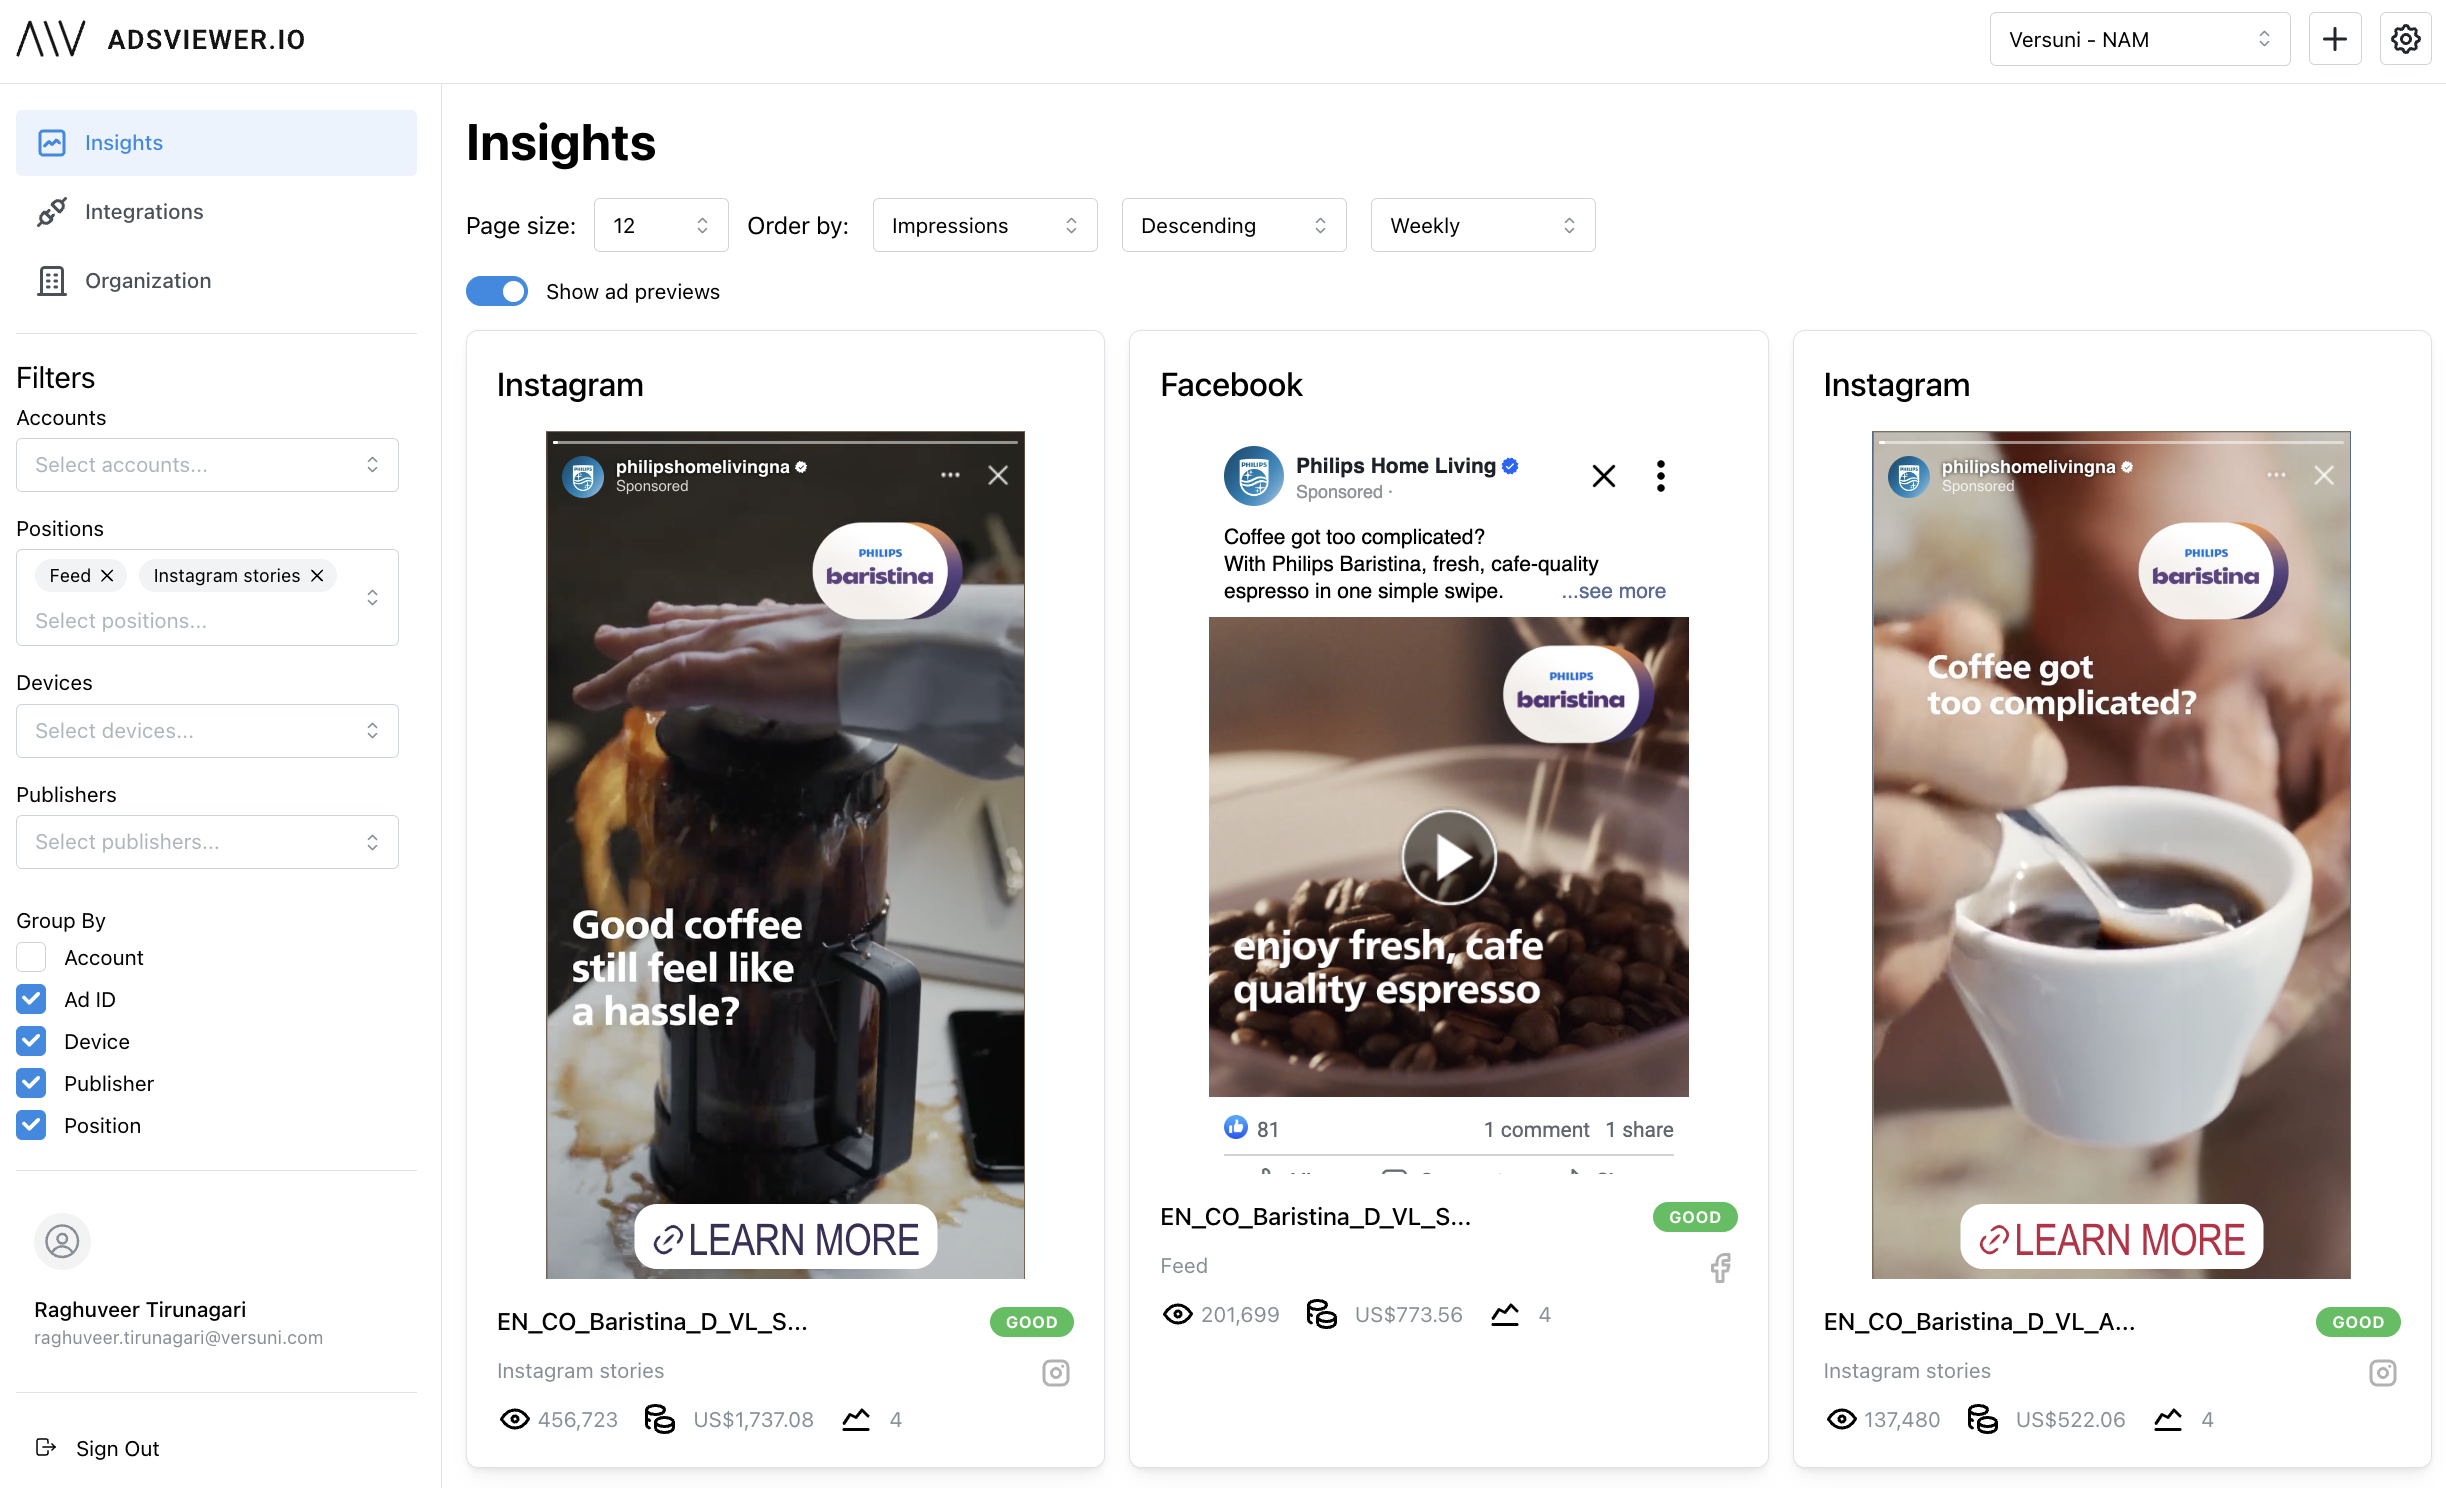 ADSVIEWER.IO
Versuni - NAM
Insights
Integrations
Organization
Filters
Accounts
Select accounts...
Positions
Feed
Instagram stories
Select positions...
Devices
Select devices...
Publishers
Select publishers...
Group By
Account
Ad ID
Device
Publisher
Position
Raghuveer Tirunagari
raghuveer.tirunagari@versuni.com
Sign Out
Insights
Page size: 12 Order by: Impressions Descending Weekly
Show ad previews
Instagram
philipshomelivingna
Sponsored
PHILIPS
baristina
Good coffee
still feel like
a hassle?
LEARN MORE
EN_CO_Baristina_D_VL_S...
GOOD
Instagram stories
456,723 US$1,737.08 4
Facebook
Philips Home Living
Sponsored ·
Coffee got too complicated?
With Philips Baristina, fresh, cafe-quality
espresso in one simple swipe. ...see more
PHILIPS
baristina
enjoy fresh, cafe
quality espresso
81 1 comment 1 share
EN_CO_Baristina_D_VL_S...
GOOD
Feed
201,699 US$773.56 4
Instagram
philipshomelivingna
Sponsored
PHILIPS
baristina
Coffee got
too complicated?
LEARN MORE
EN_CO_Baristina_D_VL_A...
GOOD
Instagram stories
137,480 US$522.06 4